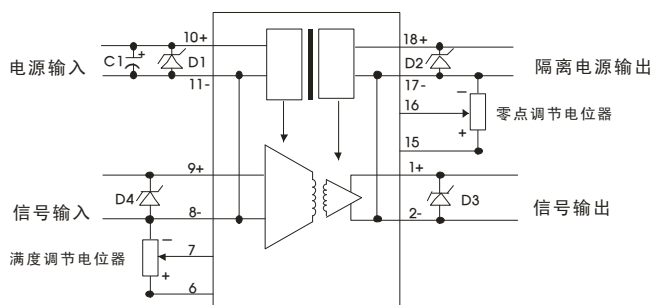 10+
18+
电源输入
C1
+
D1
D2
隔离电源输出
11-
17-
16
−
零点调节电位器
+
15
9+
1+
D4
D3
信号输入
8-
2-
信号输出
−
满度调节电位器
7
+
6